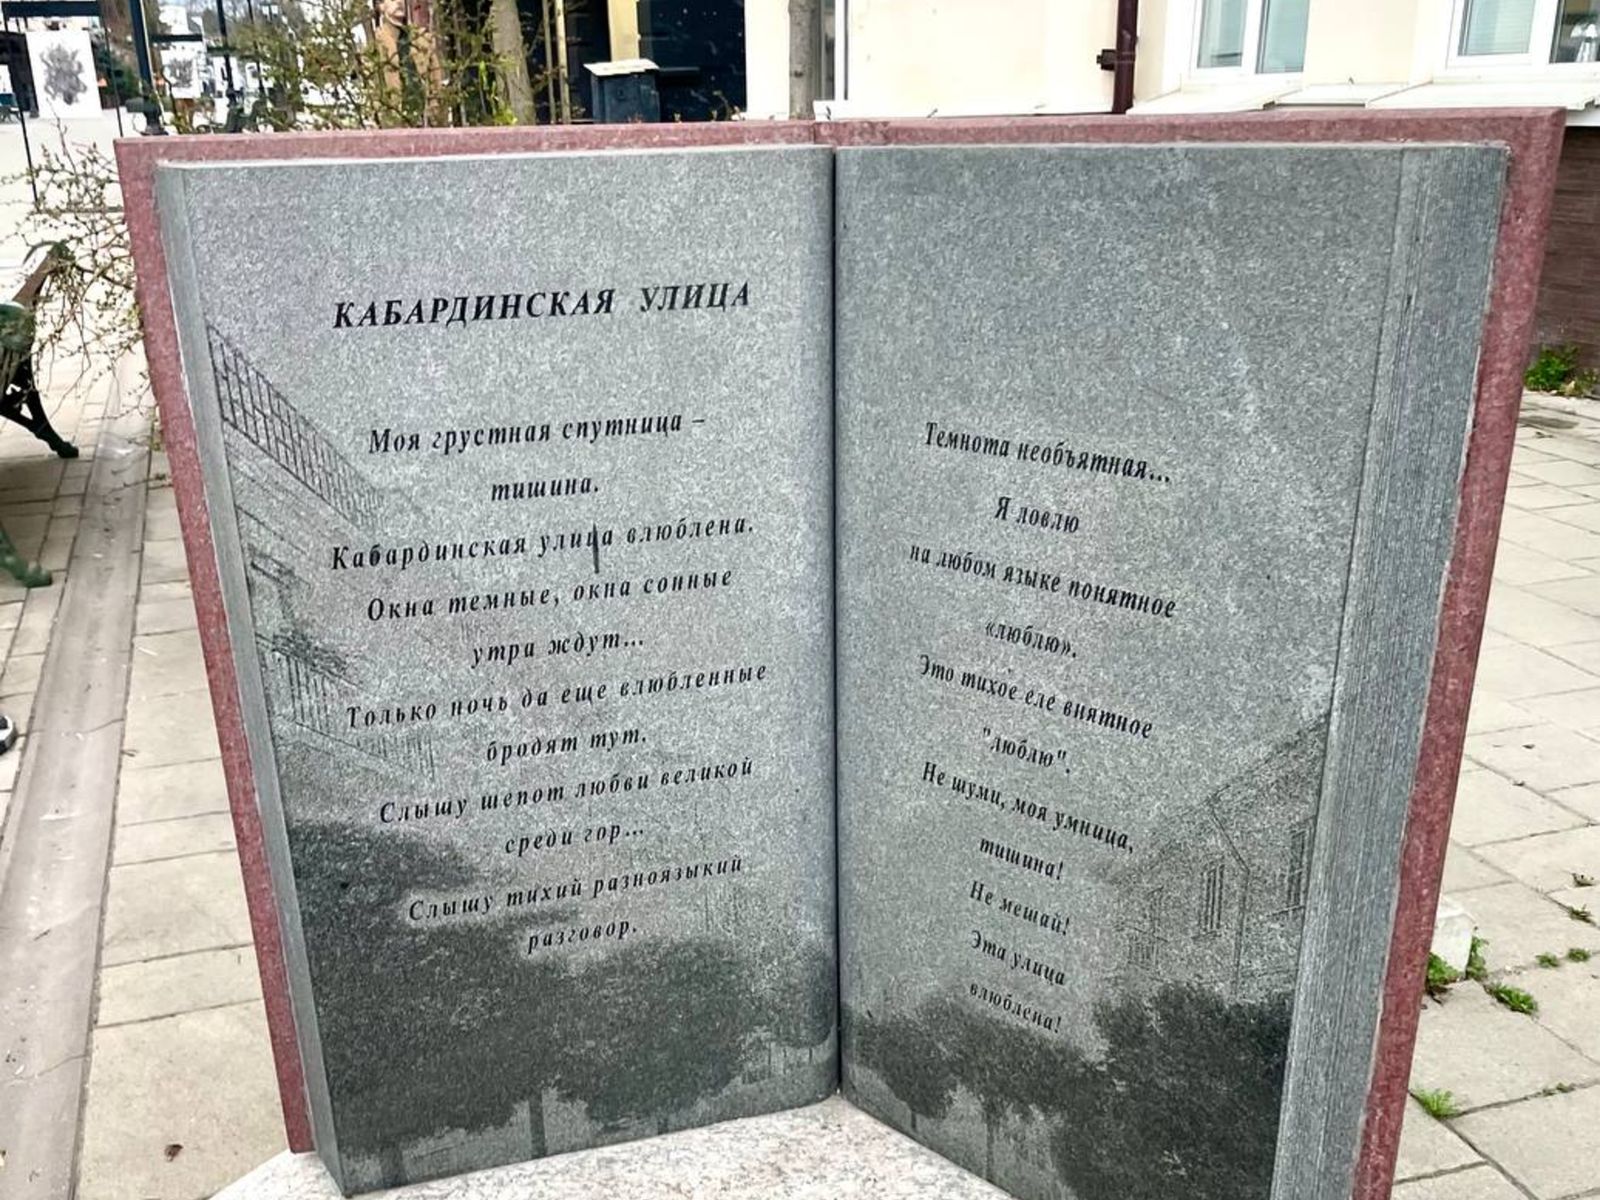 КАБАРДИНСКАЯ УЛИЦА
Моя грустная спутница –
тишина.
Кабардинская улица влюблена.
Окна темные, окна сонные
утра ждут...
Только ночь да еще влюбленные
бродят тут.
Слышу шепот любви великой
среди гор...
Слышу тихий разноязыкий
разговор.
Темнота необъятная...
Я ловлю
на любом языке понятное
«люблю».
Это тихое еле внятное
"люблю".
Не шуми, моя умница,
тишина!
Не мешай!
Эта улица
влюблена!